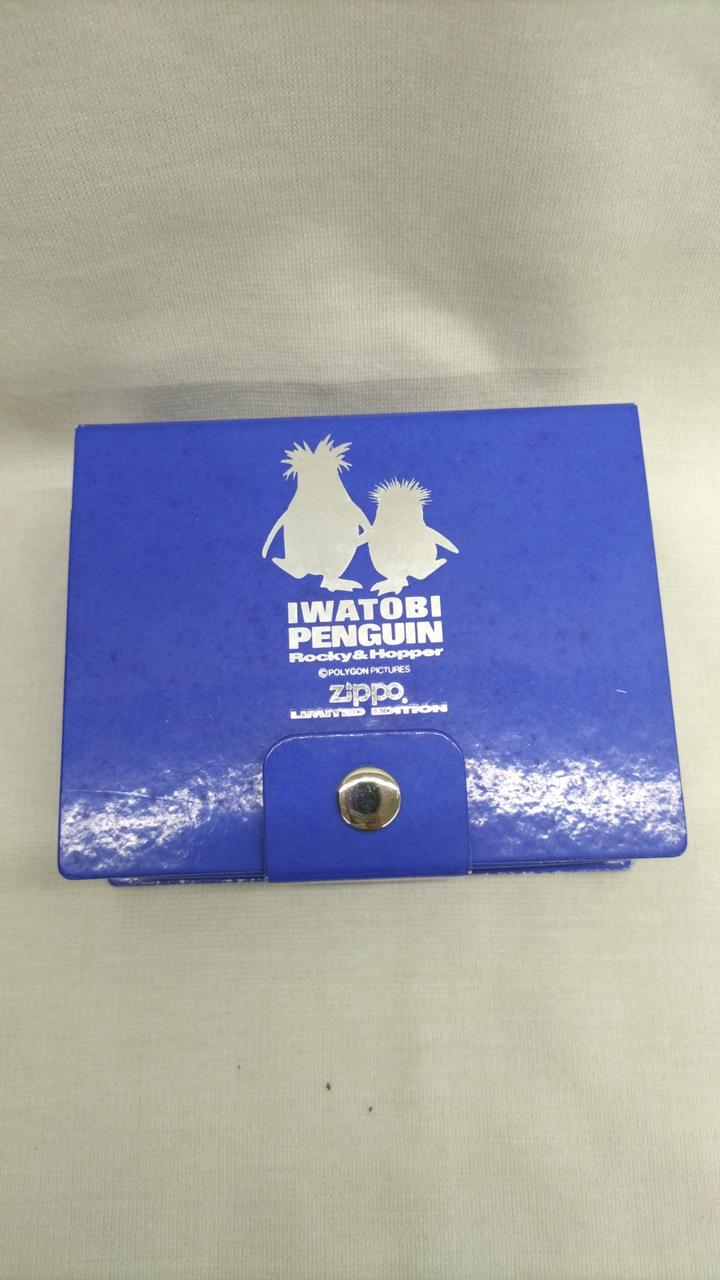 IWATOBI
PENGUIN
Rocky&Hopper
©POLYGON PICTURES
zippo®
LIMITED EDITION